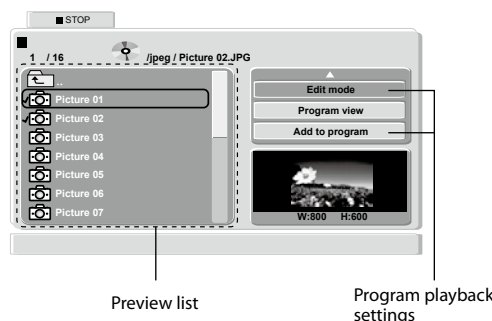 STOP
1 / 16 /jpeg / Picture 02.JPG
..
Picture 01
Picture 02
Picture 03
Picture 04
Picture 05
Picture 06
Picture 07
Edit mode
Program view
Add to program
W:800 H:600
Preview list
Program playback
settings